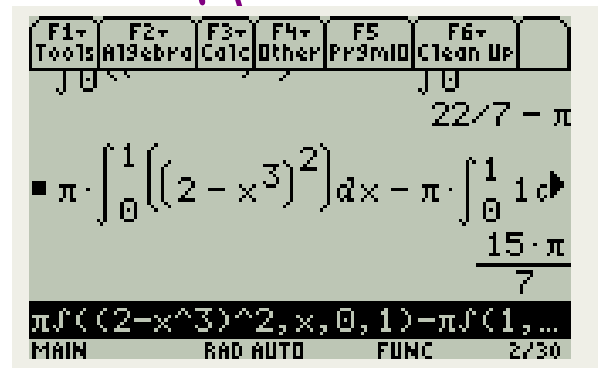 F1▾ Tools F2▾ Algebra F3▾ Calc F4▾ Other F5 PrgmIO F6▾ Clean Up
22/7 - π
■ π·∫₀¹((2 - x³)²)dx - π·∫₀¹ 1 d▶
15·π
7
π∫((2-x^3)^2,x,0,1)-π∫(1,…
MAIN RAD AUTO FUNC 2/30